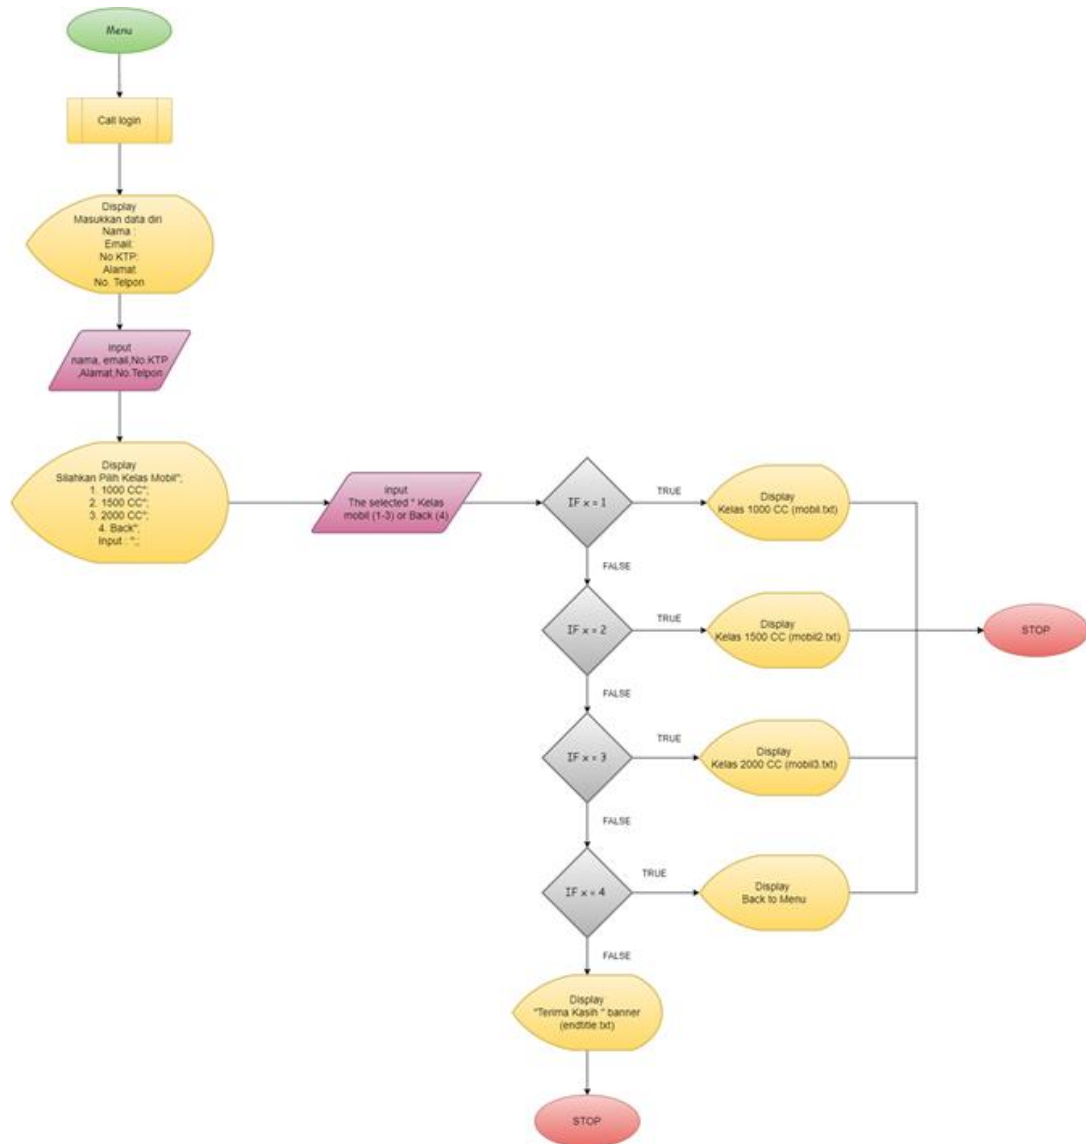 Menu
Call login
Display
Masukkan data diri
Nama :
Email:
No KTP:
Alamat
No. Telpon
input
nama, email,No.KTP
,Alamat,No.Telpon
Display
Silahkan Pilih Kelas Mobil";
1. 1000 CC";
2. 1500 CC";
3. 2000 CC";
4. Back";
Input : ";;
input
The selected " Kelas
mobil (1-3) or Back (4)
IF x = 1
TRUE
Display
Kelas 1000 CC (mobil.txt)
FALSE
IF x = 2
TRUE
Display
Kelas 1500 CC (mobil2.txt)
STOP
FALSE
IF x = 3
TRUE
Display
Kelas 2000 CC (mobil3.txt)
FALSE
IF x = 4
TRUE
Display
Back to Menu
FALSE
Display
"Terima Kasih " banner
(endtitle.txt)
STOP